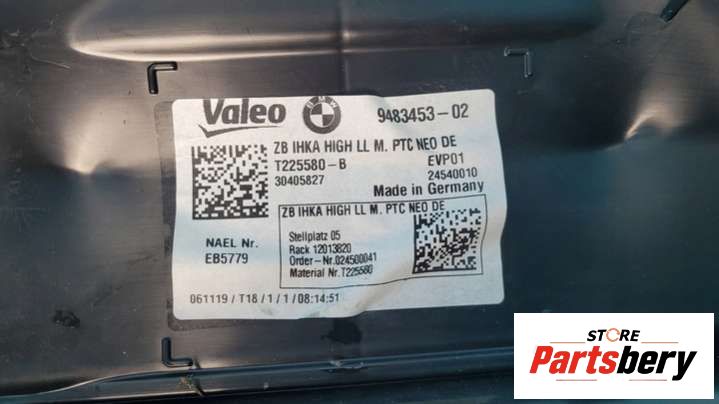 Valeo BMW 9483453-02
ZB IHKA HIGH LL M. PTC NEO DE
T225580-B EVP01
30405827 24540010
Made in Germany
ZB IHKA HIGH LL M. PTC NEO DE
Stellplatz 05
Rack 12013820
Order-Nr.024500041
Material Nr.T225580
NAEL Nr.
EB5779
061119 / T18 / 1 / 1 /08:14:51
STORE
Partsbery